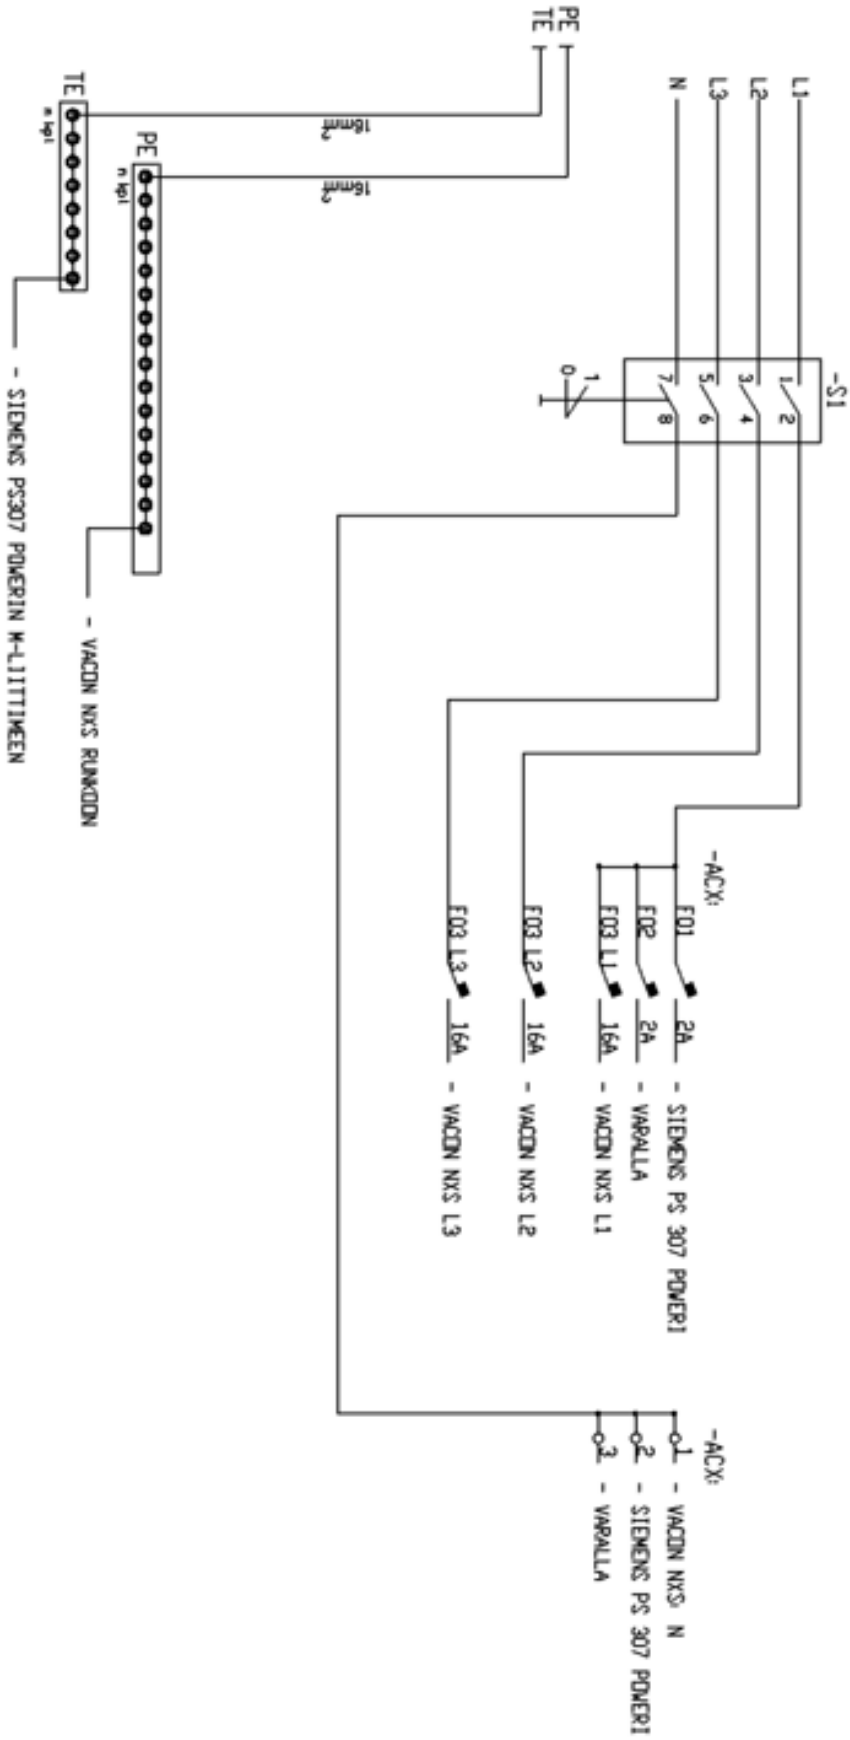 L1
L2
L3
N
PE
TE
-S1
1
2
3
4
5
6
7
8
1
0
16mm2
16mm2
TE
n kpl
PE
n kpl
- SIEMENS PS307 POWERIN M-LIITTIMEEN
- VACON NXS RUNKOON
-ACX:
F01 2A - SIEMENS PS 307 POWERI
F02 2A - VARALLA
F03 L1 16A - VACON NXS L1
F03 L2 16A - VACON NXS L2
F03 L3 16A - VACON NXS L3
-ACX:
1 - VACON NXS: N
2 - SIEMENS PS 307 POWERI
3 - VARALLA